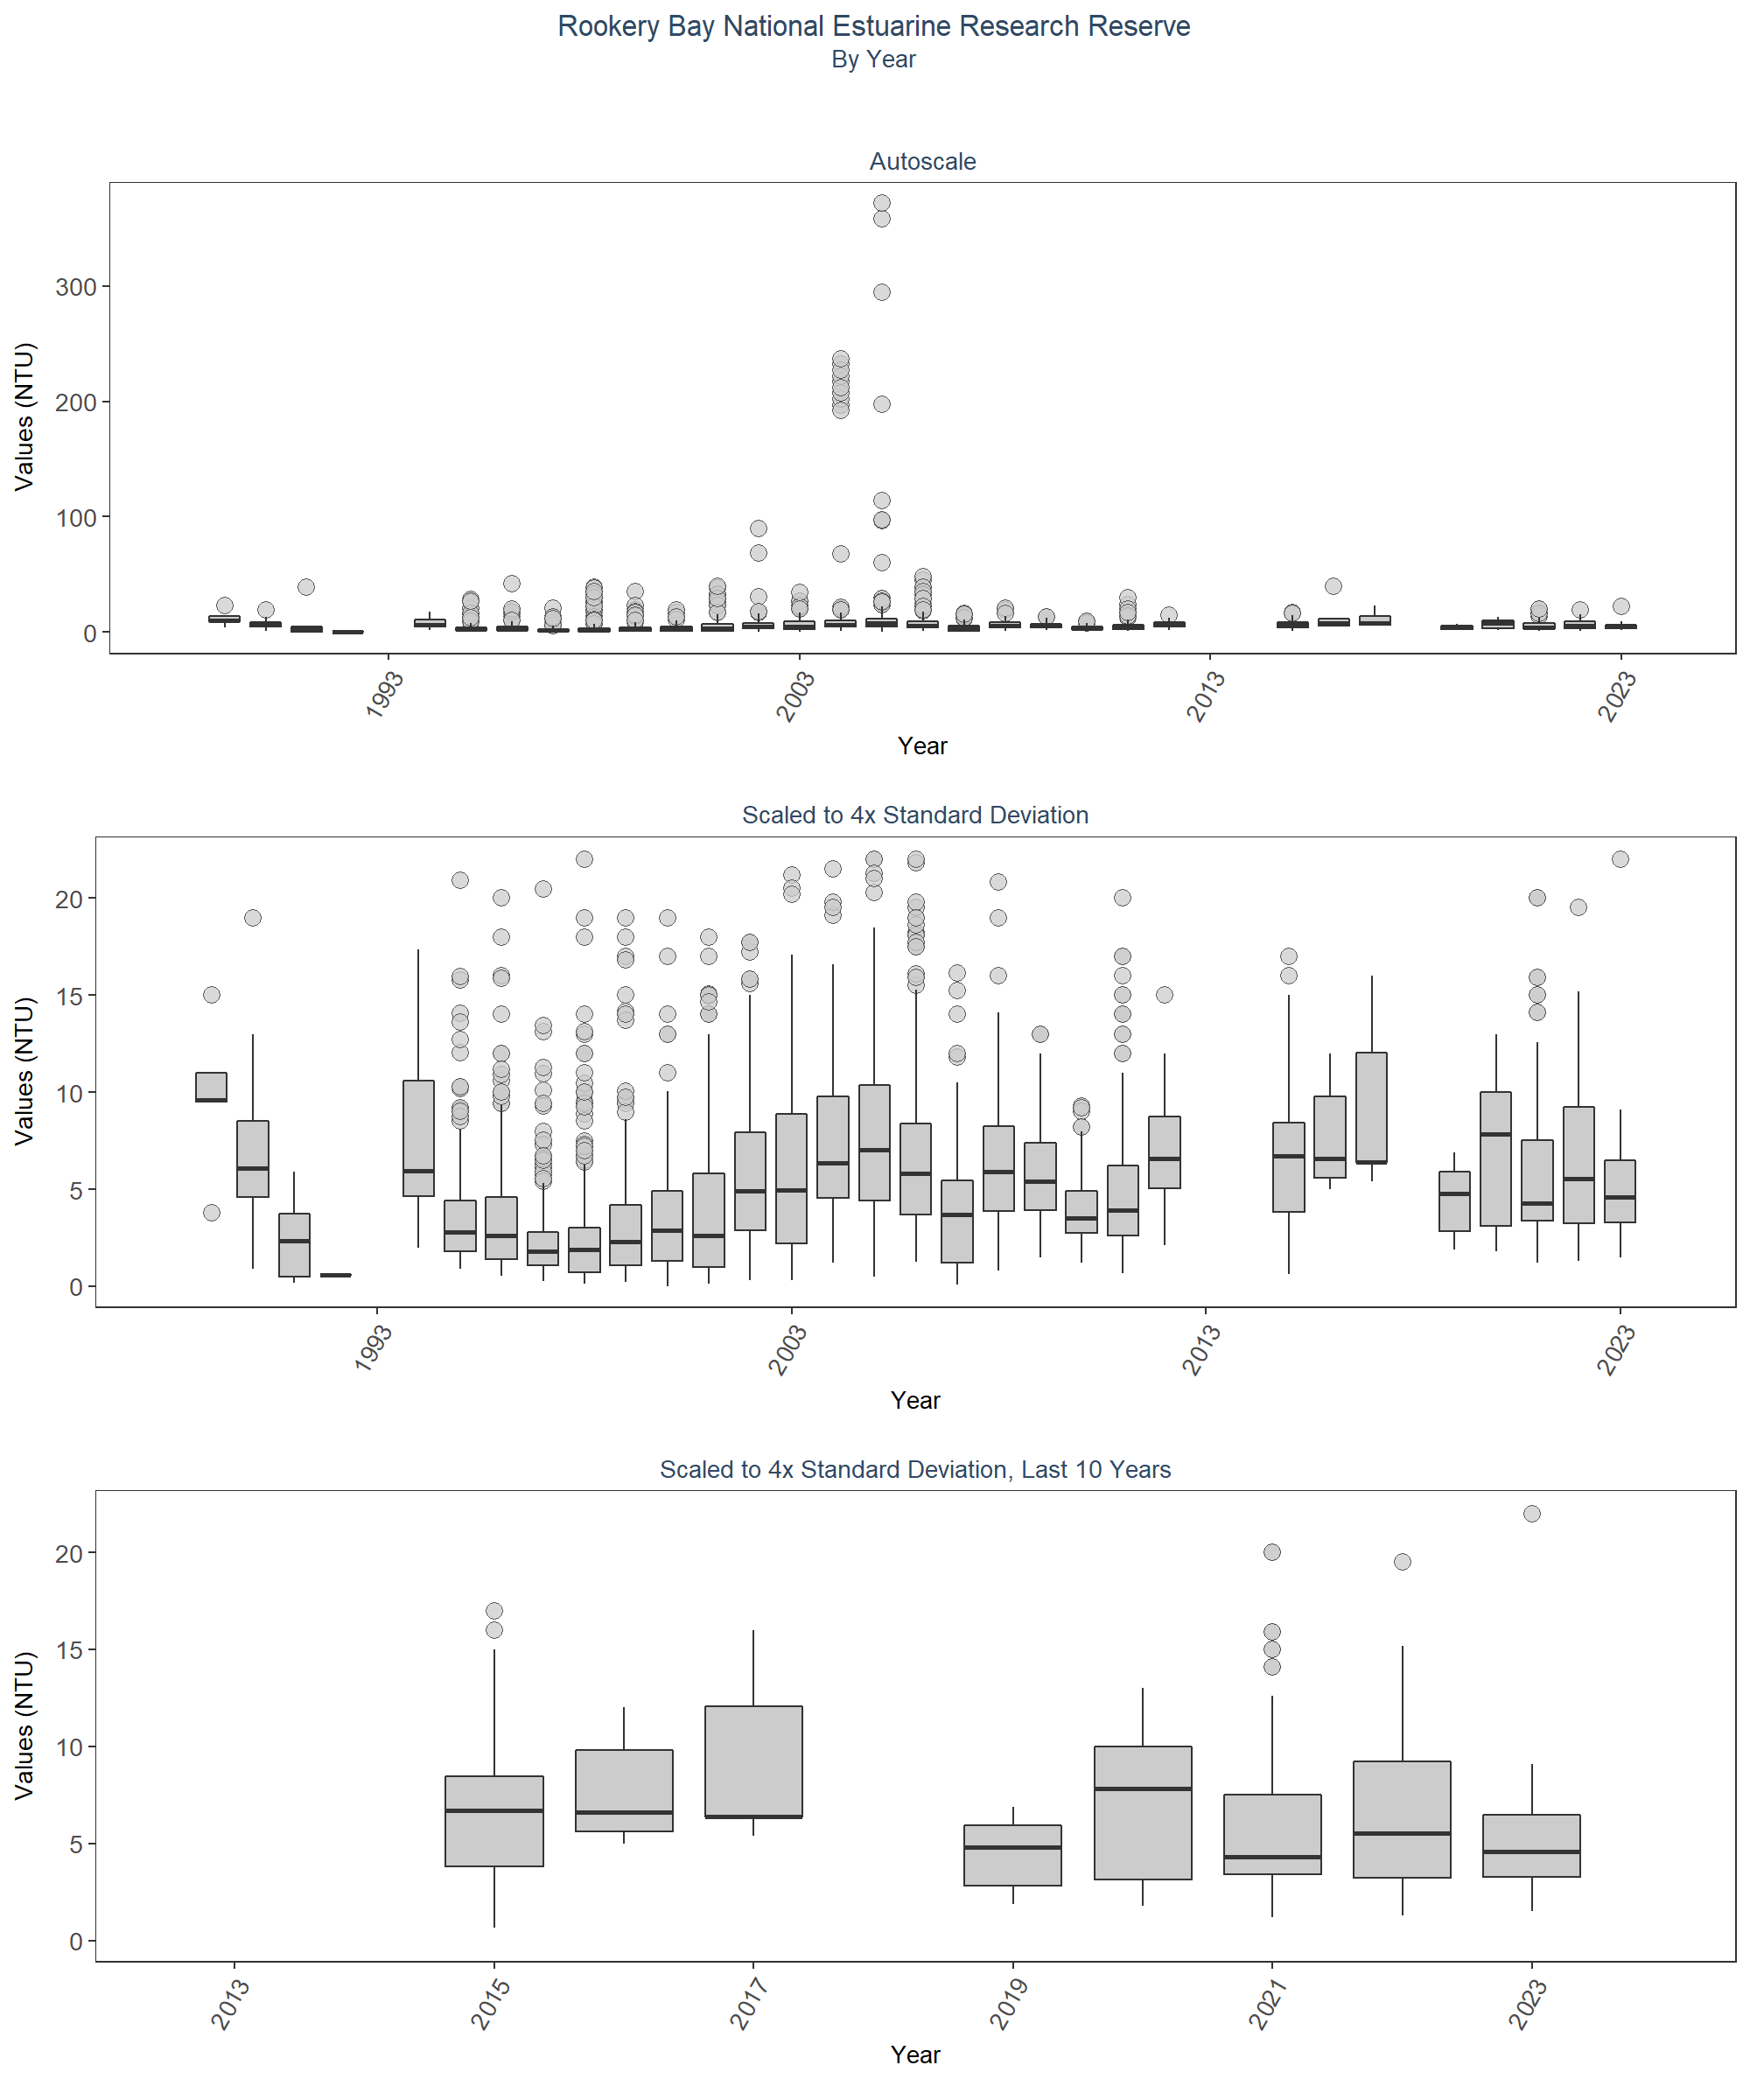 Rookery Bay National Estuarine Research Reserve
By Year
Autoscale
Values (NTU)
300
200
100
0
1993
2003
2013
2023
Year
Scaled to 4x Standard Deviation
Values (NTU)
20
15
10
5
0
1993
2003
2013
2023
Year
Scaled to 4x Standard Deviation, Last 10 Years
Values (NTU)
20
15
10
5
0
2013
2015
2017
2019
2021
2023
Year